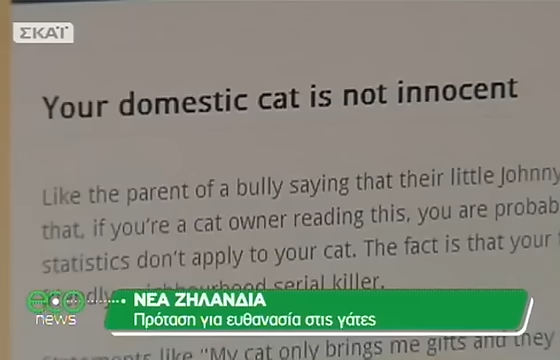 ΣΚΑΪ
Your domestic cat is not innocent
Like the parent of a bully saying that their little Johnny
that, if you're a cat owner reading this, you are
statistics don't apply to your cat. The fact is that your
serial killer.
eco
news
ΝΕΑ ΖΗΛΑΝΔΙΑ
Πρόταση για ευθανασία στις γάτες
like "My cat only brings me gifts and they